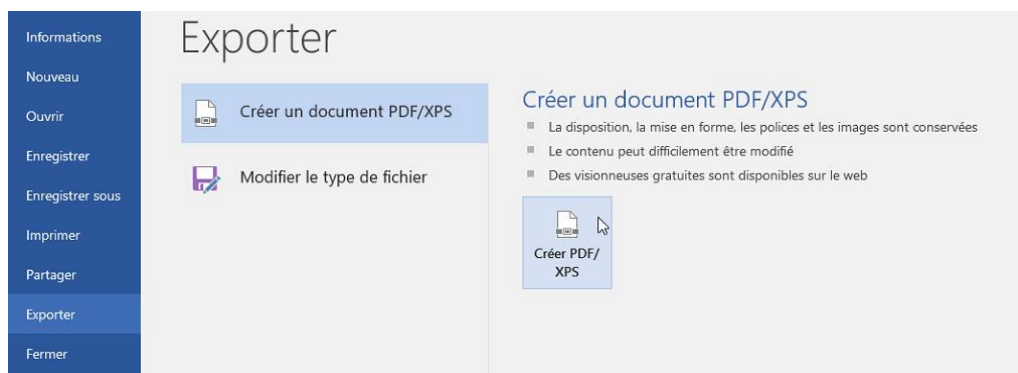 Informations
Nouveau
Ouvrir
Enregistrer
Enregistrer sous
Imprimer
Partager
Exporter
Fermer
Exporter
Créer un document PDF/XPS
Modifier le type de fichier
Créer un document PDF/XPS
La disposition, la mise en forme, les polices et les images sont conservées
Le contenu peut difficilement être modifié
Des visionneuses gratuites sont disponibles sur le web
Créer PDF/
XPS